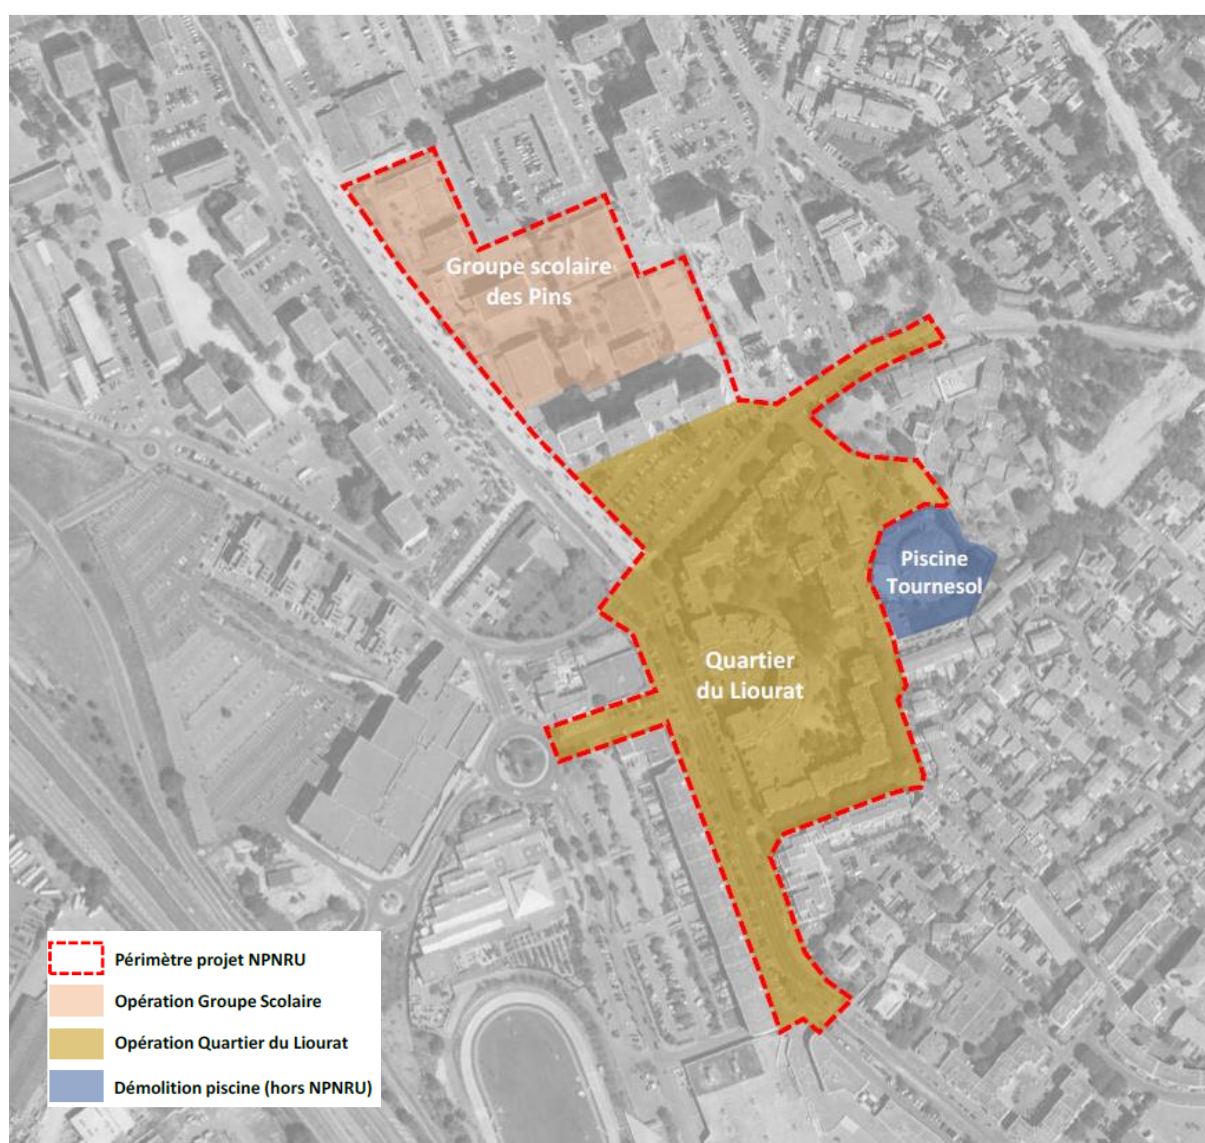 Groupe scolaire
des Pins
Piscine
Tournesol
Quartier
du Liourat
Périmètre projet NPNRU
Opération Groupe Scolaire
Opération Quartier du Liourat
Démolition piscine (hors NPNRU)